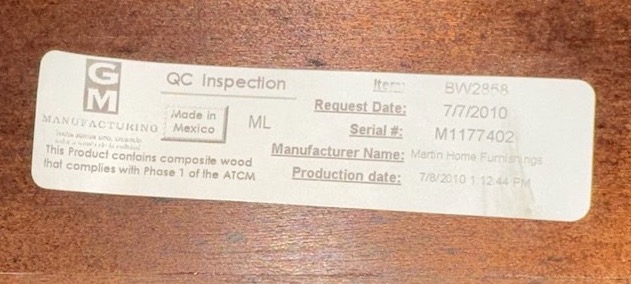 GM
MANUFACTURING
QC Inspection
Made in
Mexico
ML
This Product contains composite wood
that complies with Phase 1 of the ATCM
Item: BW2858
Request Date: 7/7/2010
Serial #: M1177402
Manufacturer Name: Martin Home Furnishings
Production date: 7/8/2010 1:12:44 PM